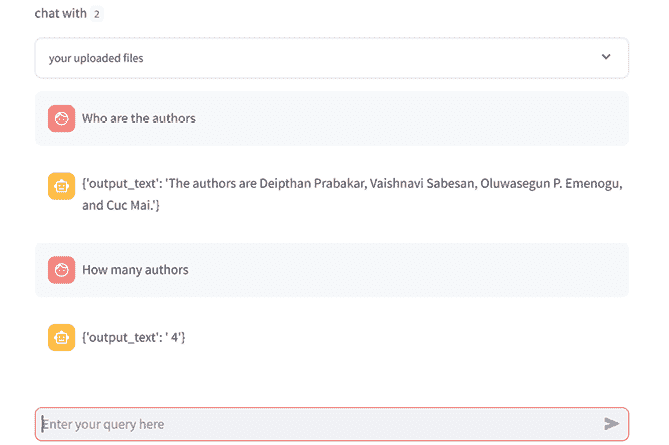 chat with 2
your uploaded files
Who are the authors
{'output_text': 'The authors are Deipthan Prabakar, Vaishnavi Sabesan, Oluwasegun P. Emenogu,
and Cuc Mai.'}
How many authors
{'output_text': ' 4'}
Enter your query here